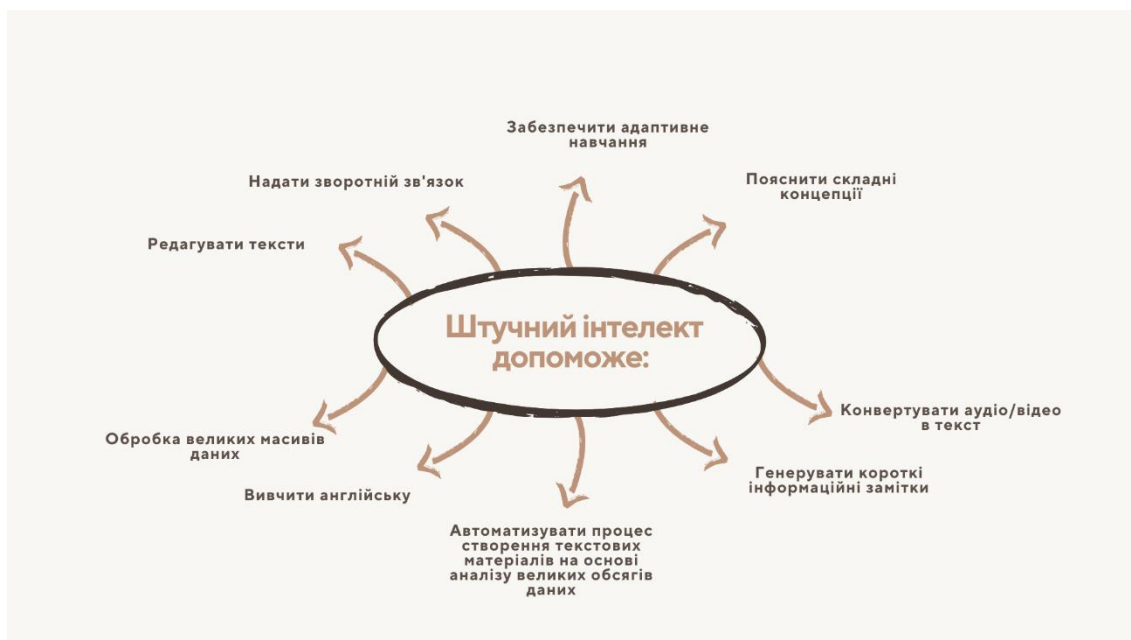 Забезпечити адаптивне
навчання
Надати зворотній зв'язок
Пояснити складні
концепції
Редагувати тексти
Штучний інтелект
допоможе:
Конвертувати аудіо/відео
в текст
Обробка великих масивів
даних
Генерувати короткі
інформаційні замітки
Вивчити англійську
Автоматизувати процес
створення текстових
матеріалів на основі
аналізу великих обсягів
даних